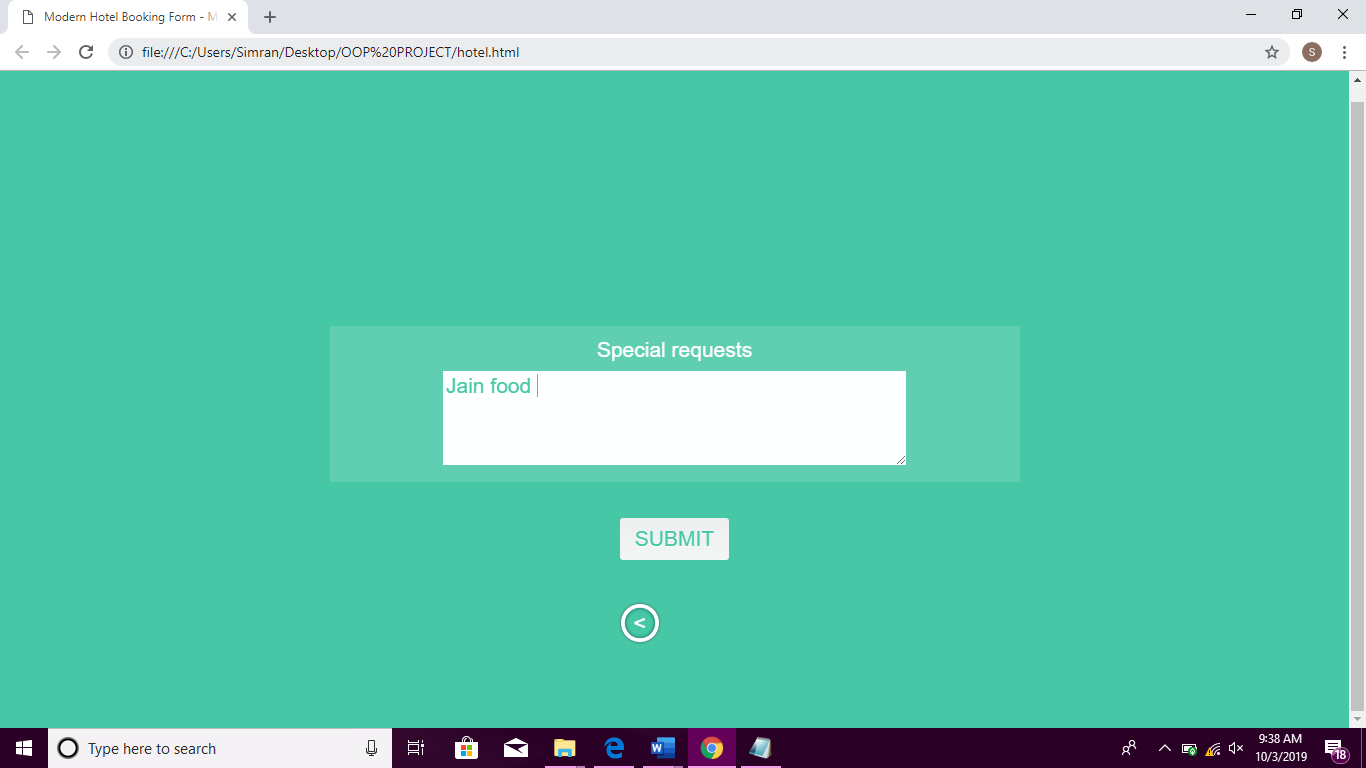 Modern Hotel Booking Form - M
file:///C:/Users/Simran/Desktop/OOP%20PROJECT/hotel.html
S
Special requests
Jain food
SUBMIT
<
Type here to search
W
9:38 AM
10/3/2019
18